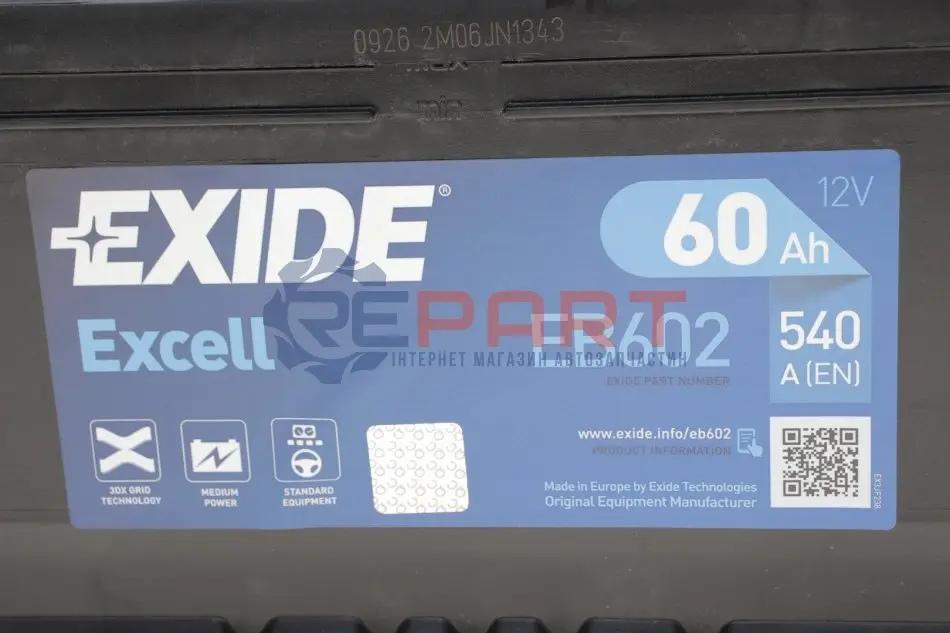 0926 2M06JN1343
max
min
EXIDE®
60 Ah
12V
Excell
REPART
ІНТЕРНЕТ МАГАЗИН АВТОЗАПЧАСТИН
EB602
EXIDE PART NUMBER
540
A (EN)
www.exide.info/eb602
PRODUCT INFORMATION
3DX GRID
TECHNOLOGY
MEDIUM
POWER
STANDARD
EQUIPMENT
Made in Europe by Exide Technologies
Original Equipment Manufacturer